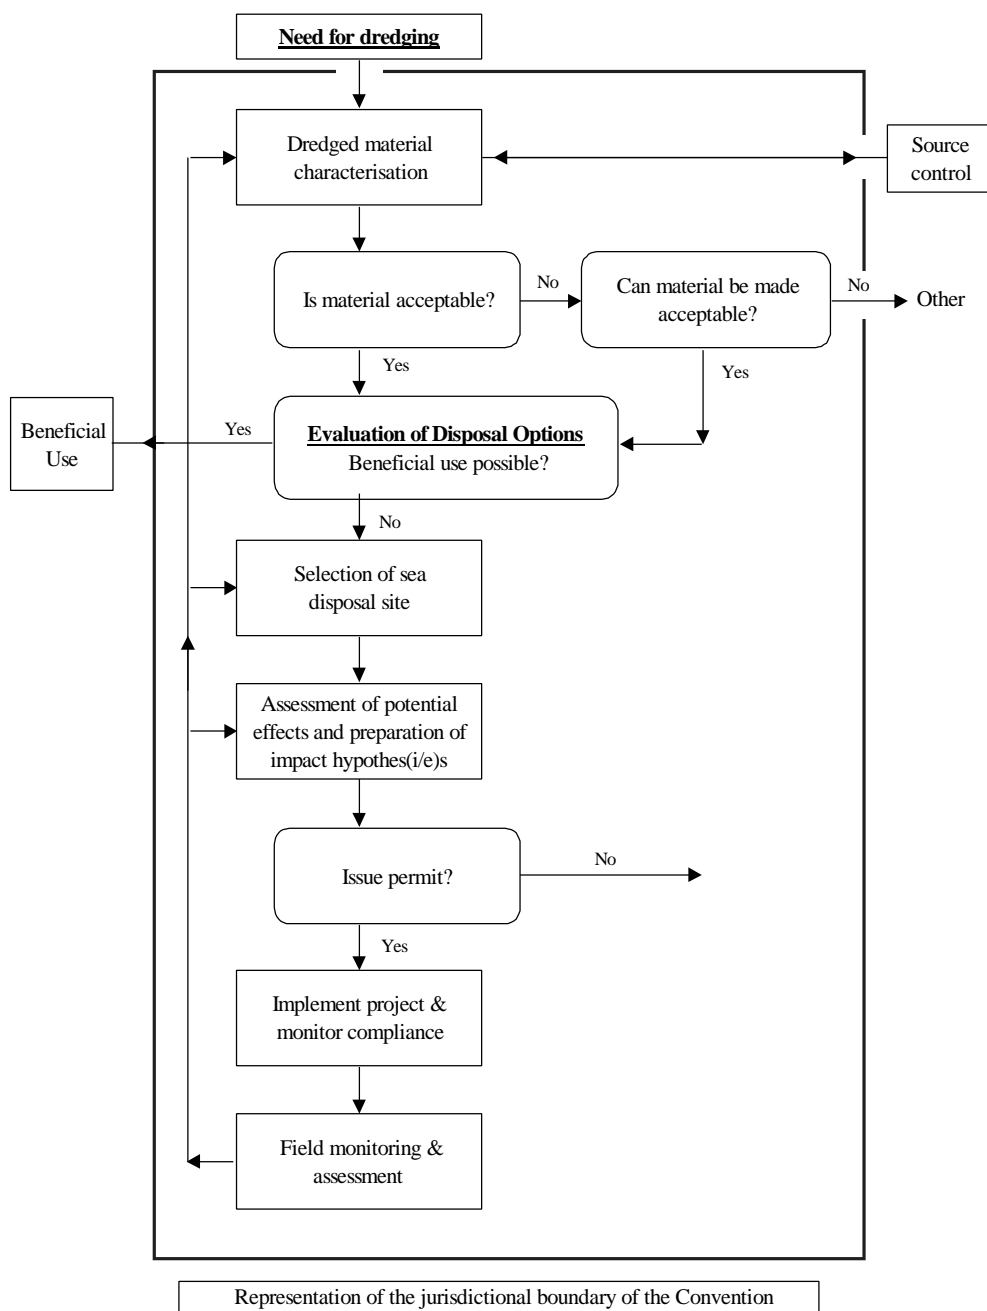 Need for dredging
Dredged material
characterisation
Source
control
Is material acceptable?
No
Can material be made
acceptable?
No
Other
Yes
Yes
Beneficial
Use
Yes
Evaluation of Disposal Options
Beneficial use possible?
No
Selection of sea
disposal site
Assessment of potential
effects and preparation of
impact hypothes(i/e)s
Issue permit?
No
Yes
Implement project &
monitor compliance
Field monitoring &
assessment
Representation of the jurisdictional boundary of the Convention